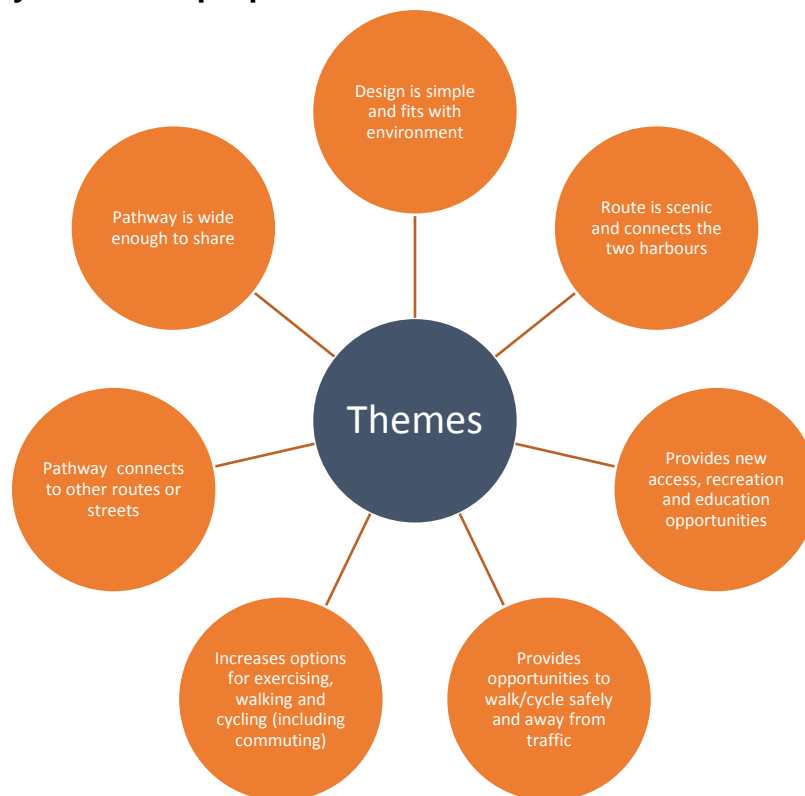 Themes
Design is simple
and fits with
environment
Route is scenic
and connects the
two harbours
Provides new
access, recreation
and education
opportunities
Provides
opportunities to
walk/cycle safely
and away from
traffic
Increases options
for exercising,
walking and
cycling (including
commuting)
Pathway connects
to other routes or
streets
Pathway is wide
enough to share